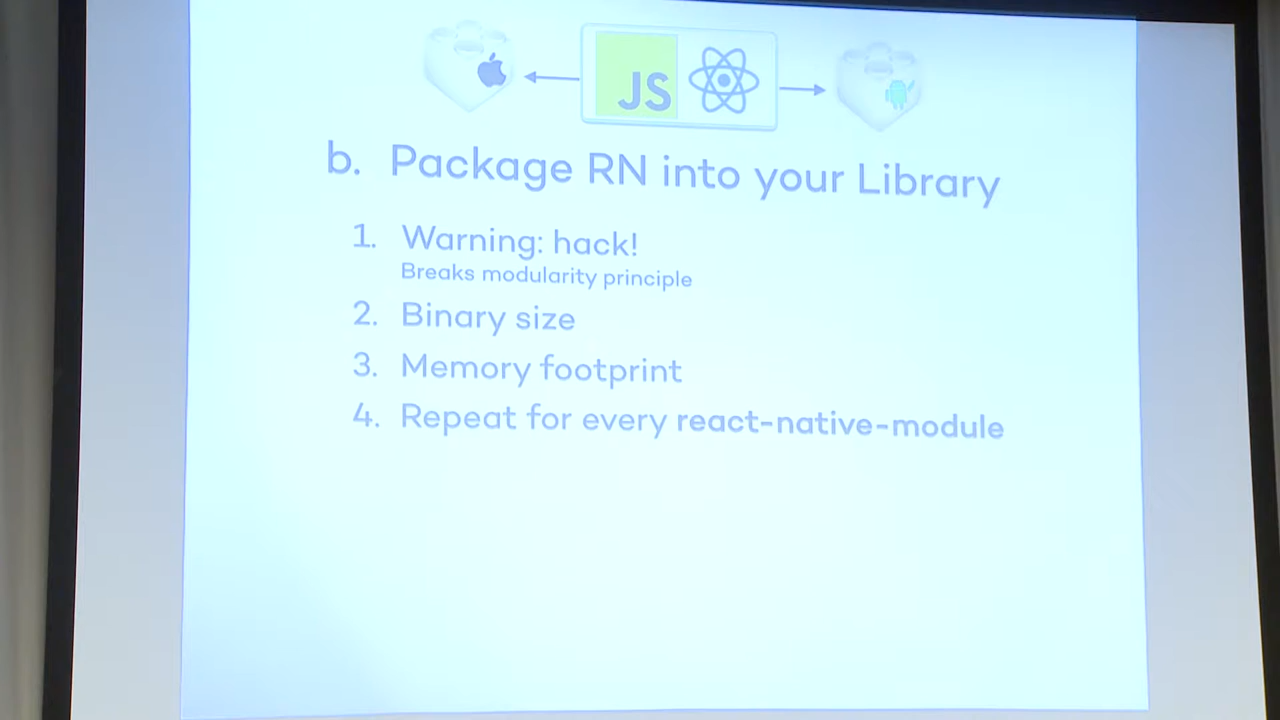 JS
b. Package RN into your Library
1. Warning: hack!
Breaks modularity principle
2. Binary size
3. Memory footprint
4. Repeat for every react-native-module